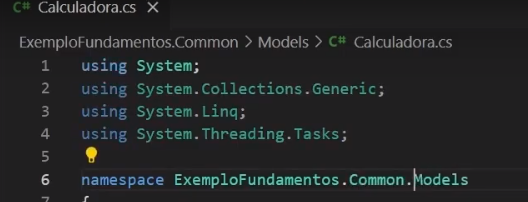 C# Calculadora.cs ×
ExemploFundamentos.Common > Models > C# Calculadora.cs
1 using System;
2 using System.Collections.Generic;
3 using System.Linq;
4 using System.Threading.Tasks;
5
6 namespace ExemploFundamentos.Common.Models
{